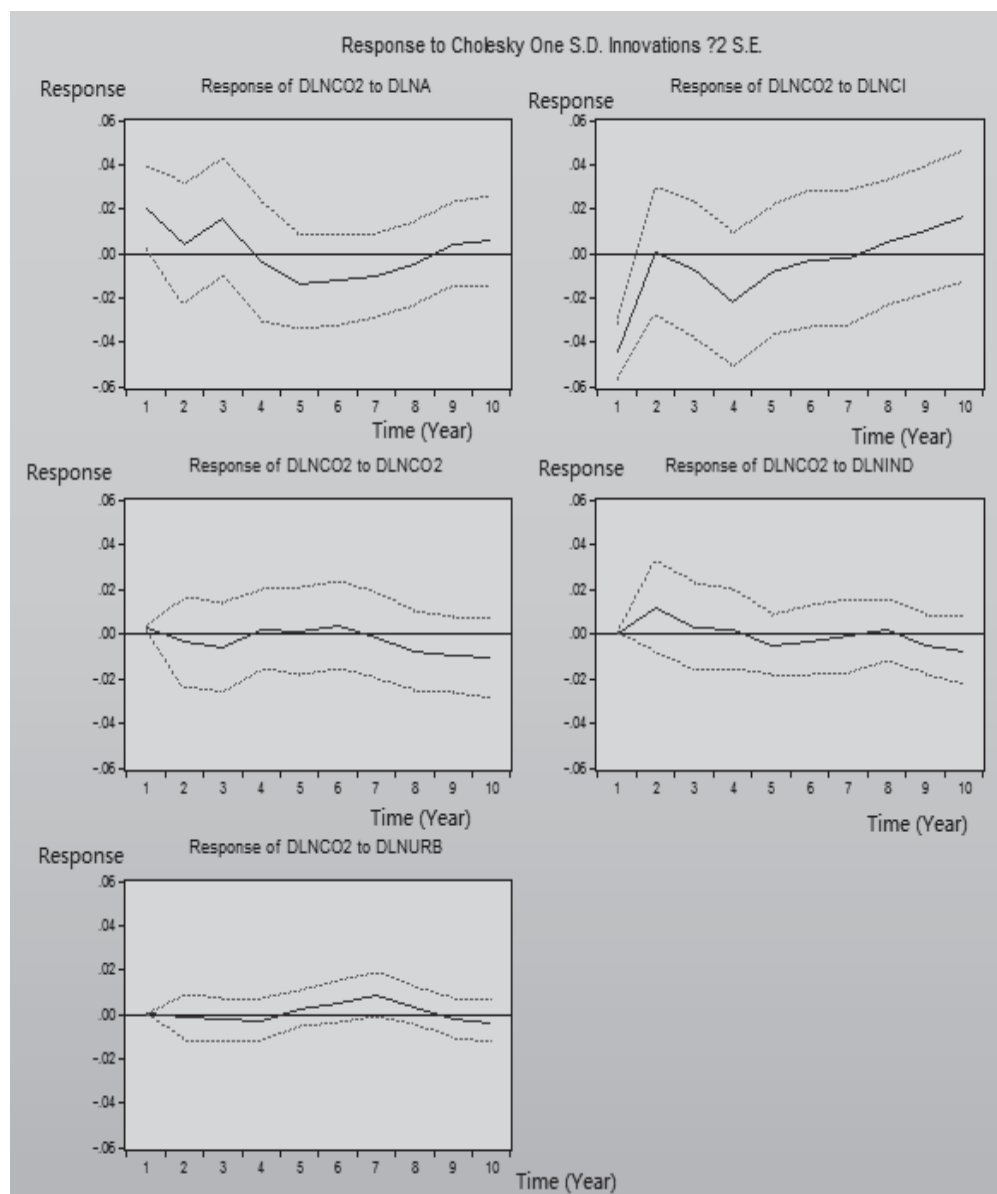 Response to Cholesky One S.D. Innovations ?2 S.E.
Response
Response of DLNCO2 to DLNA
.06
.04
.02
.00
-.02
-.04
-.06
1 2 3 4 5 6 7 8 9 10
Time (Year)
Response
Response of DLNCO2 to DLNCI
.06
.04
.02
.00
-.02
-.04
-.06
1 2 3 4 5 6 7 8 9 10
Time (Year)
Response
Response of DLNCO2 to DLNCO2
.06
.04
.02
.00
-.02
-.04
-.06
1 2 3 4 5 6 7 8 9 10
Time (Year)
Response
Response of DLNCO2 to DLNIND
.06
.04
.02
.00
-.02
-.04
-.06
1 2 3 4 5 6 7 8 9 10
Time (Year)
Response
Response of DLNCO2 to DLNURB
.06
.04
.02
.00
-.02
-.04
-.06
1 2 3 4 5 6 7 8 9 10
Time (Year)